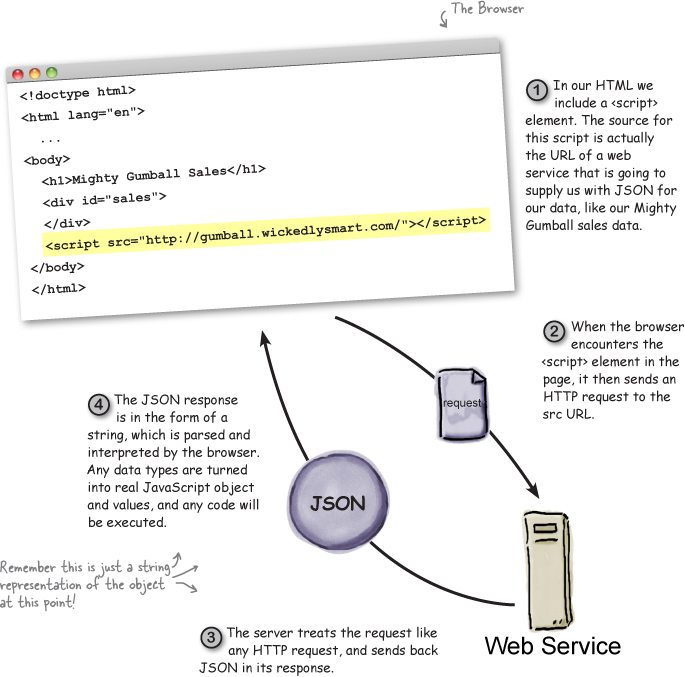 The Browser
<!doctype html>
<html lang="en">
...
<body>
<h1>Mighty Gumball Sales</h1>
<div id="sales">
</div>
<script src="http://gumball.wickedlysmart.com/"></script>
</body>
</html>
1 In our HTML we
include a <script>
element. The source for
this script is actually
the URL of a web
service that is going to
supply us with JSON for
our data, like our Mighty
Gumball sales data.
2 When the browser
encounters the
<script> element in the
page, it then sends an
HTTP request to the
src URL.
request
4 The JSON response
is in the form of a
string, which is parsed and
interpreted by the browser.
Any data types are turned
into real JavaScript object
and values, and any code will
be executed.
JSON
Remember this is just a string
representation of the object
at this point!
3 The server treats the request like
any HTTP request, and sends back
JSON in its response.
Web Service